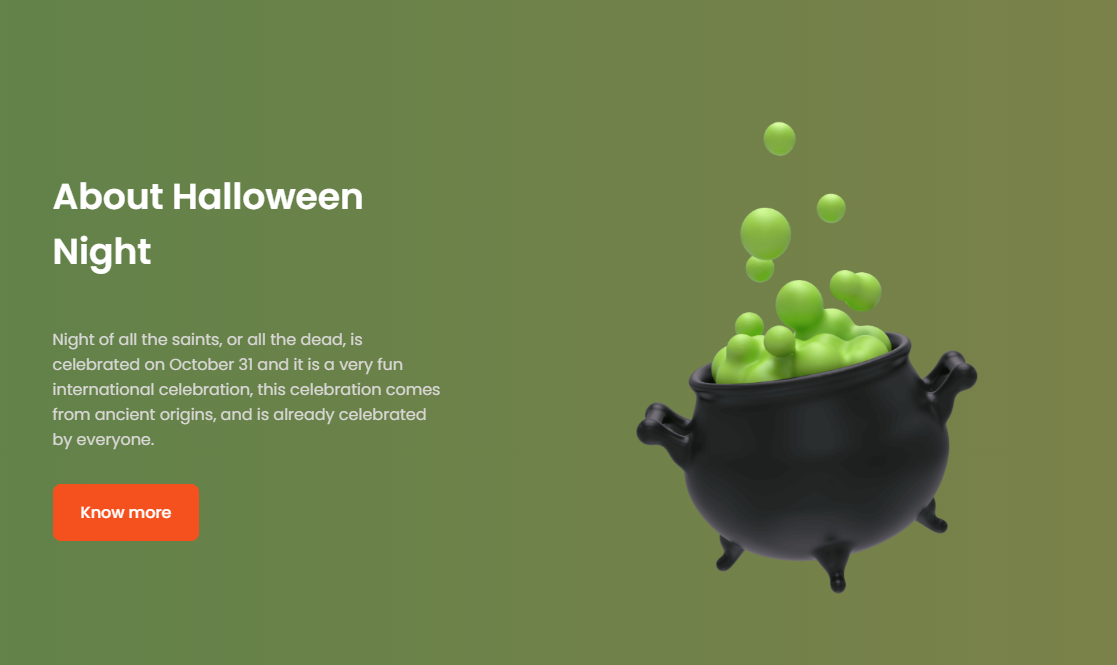 About Halloween
Night
Night of all the saints, or all the dead, is
celebrated on October 31 and it is a very fun
international celebration, this celebration comes
from ancient origins, and is already celebrated
by everyone.
Know more